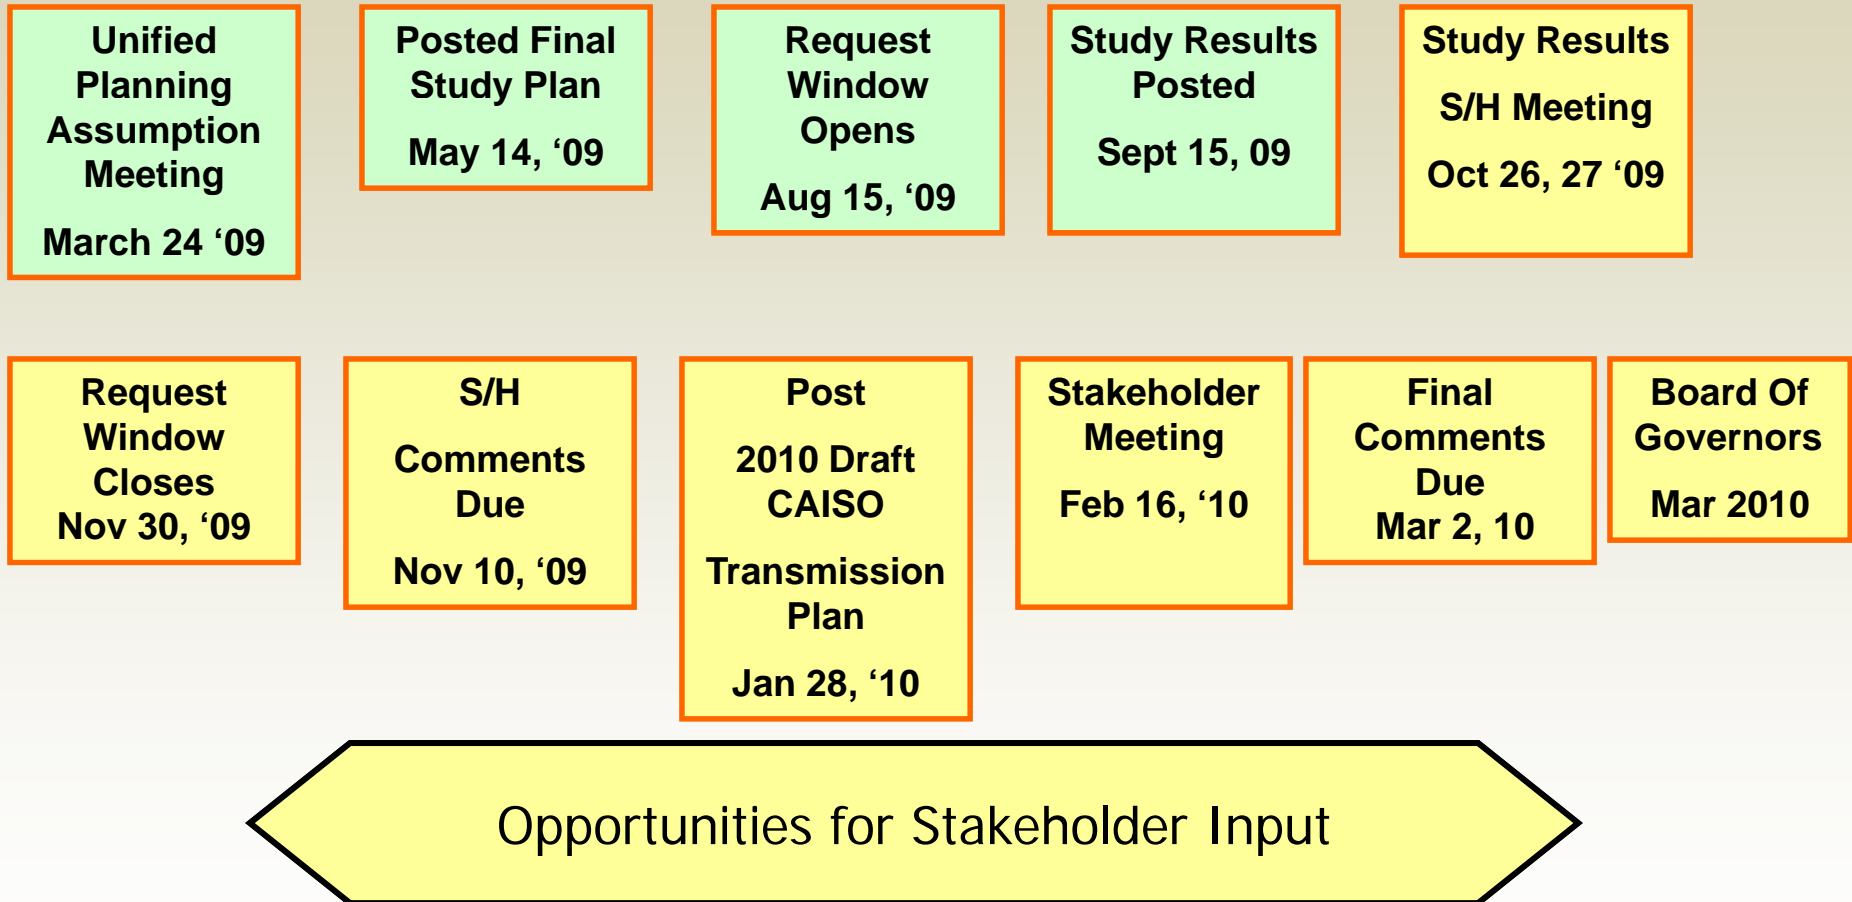 Unified
Planning
Assumption
Meeting
March 24 ‘09
Posted Final
Study Plan
May 14, ‘09
Request
Window
Opens
Aug 15, ‘09
Study Results
Posted
Sept 15, 09
Study Results
S/H Meeting
Oct 26, 27 ‘09
Request
Window
Closes
Nov 30, ‘09
S/H
Comments
Due
Nov 10, ‘09
Post
2010 Draft
CAISO
Transmission
Plan
Jan 28, ‘10
Stakeholder
Meeting
Feb 16, ‘10
Final
Comments
Due
Mar 2, 10
Board Of
Governors
Mar 2010
Opportunities for Stakeholder Input